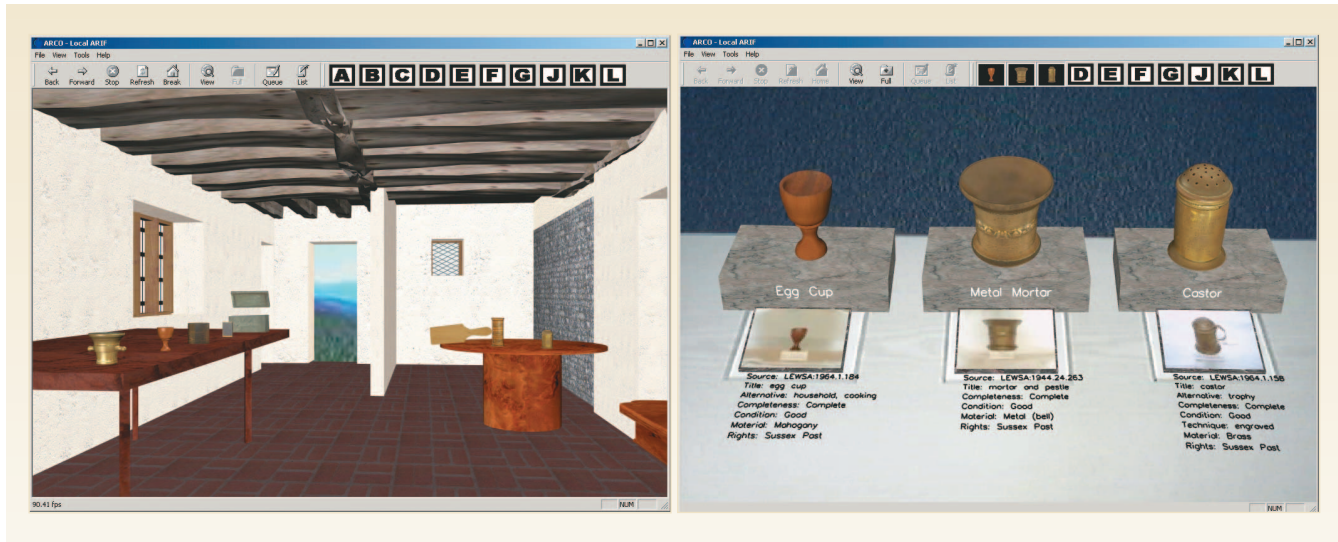 ARCO - Local ARIF
File View Tools Help
Back Forward Stop Refresh Break View Full Queue List A B C D E F G J K L
90.41 fps
NUM
ARCO - Local ARIF
File View Tools Help
Back Forward Stop Refresh Home View Full Queue List D E F G J K L
Egg Cup
Source: LEWSA:1964.1.184
Title: egg cup
Alternative: household, cooking
Completeness: Complete
Condition: Good
Material: Mahogany
Rights: Sussex Past
Metal Mortar
Source: LEWSA:1944.24.263
Title: mortar and pestle
Completeness: Complete
Condition: Good
Material: Metal (bell)
Rights: Sussex Past
Castor
Source: LEWSA:1964.1.158
Title: castor
Alternative: trophy
Completeness: Complete
Condition: Good
Technique: engraved
Material: Brass
Rights: Sussex Past
NUM